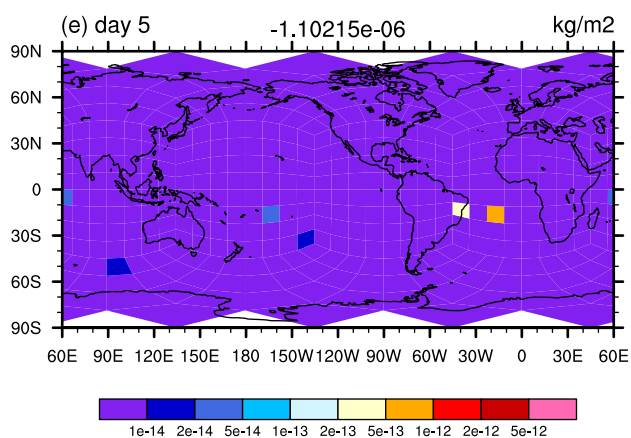 (e) day 5 -1.10215e-06 kg/m2
90N
60N
30N
0
30S
60S
90S
60E 90E 120E 150E 180 150W 120W 90W 60W 30W 0 30E 60E
1e-14 2e-14 5e-14 1e-13 2e-13 5e-13 1e-12 2e-12 5e-12